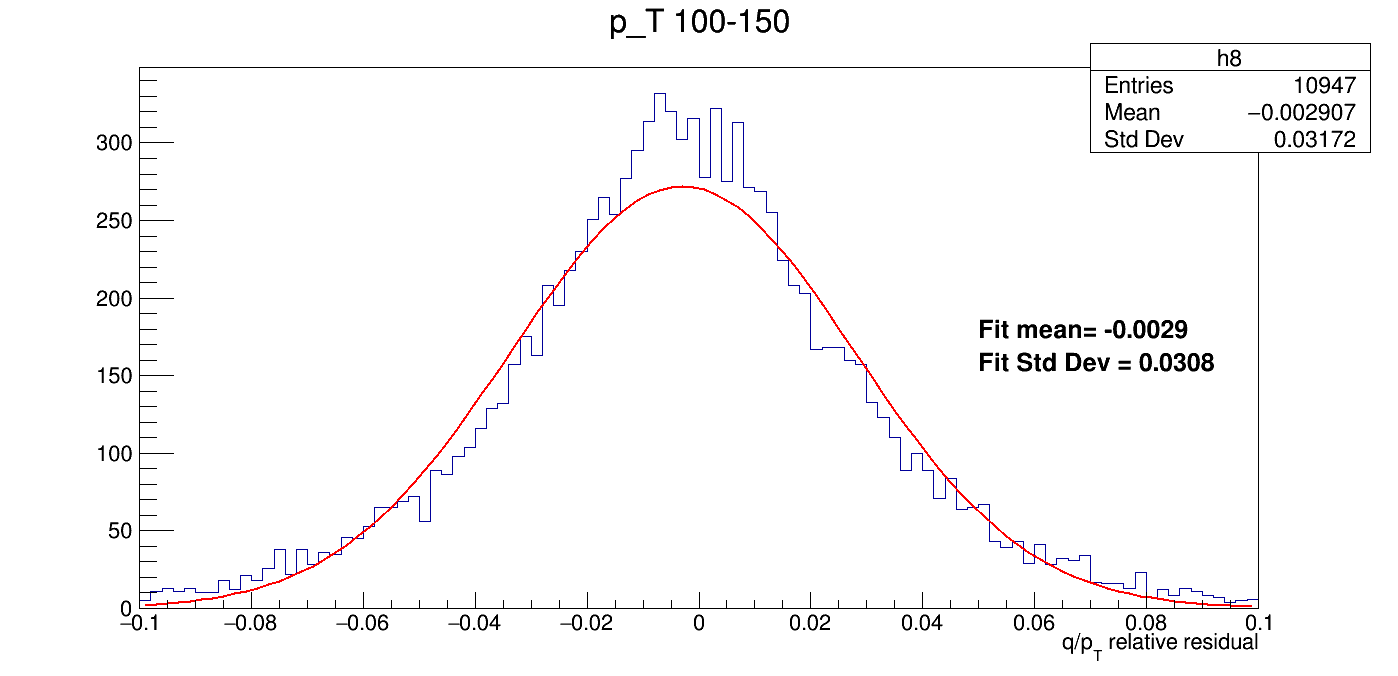 p_T 100-150
h8
Entries 10947
Mean −0.002907
Std Dev 0.03172
300
250
200
150
100
50
0
Fit mean= -0.0029
Fit Std Dev = 0.0308
−0.1 −0.08 −0.06 −0.04 −0.02 0 0.02 0.04 0.06 0.08 0.1
q/p_T relative residual